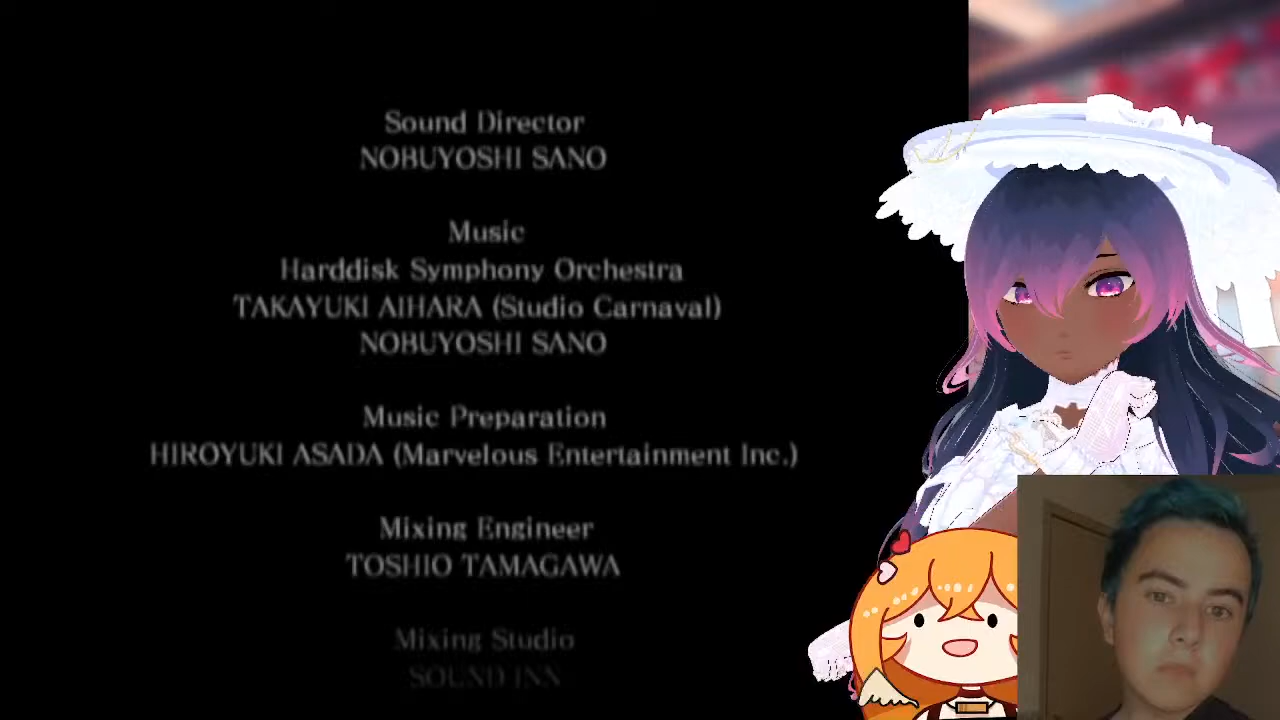 Sound Director
NOBUYOSHI SANO
Music
Harddisk Symphony Orchestra
TAKAYUKI AIHARA (Studio Carnaval)
NOBUYOSHI SANO
Music Preparation
HIROYUKI ASADA (Marvelous Entertainment Inc.)
Mixing Engineer
TOSHIO TAMAGAWA
Mixing Studio
SOUND INN